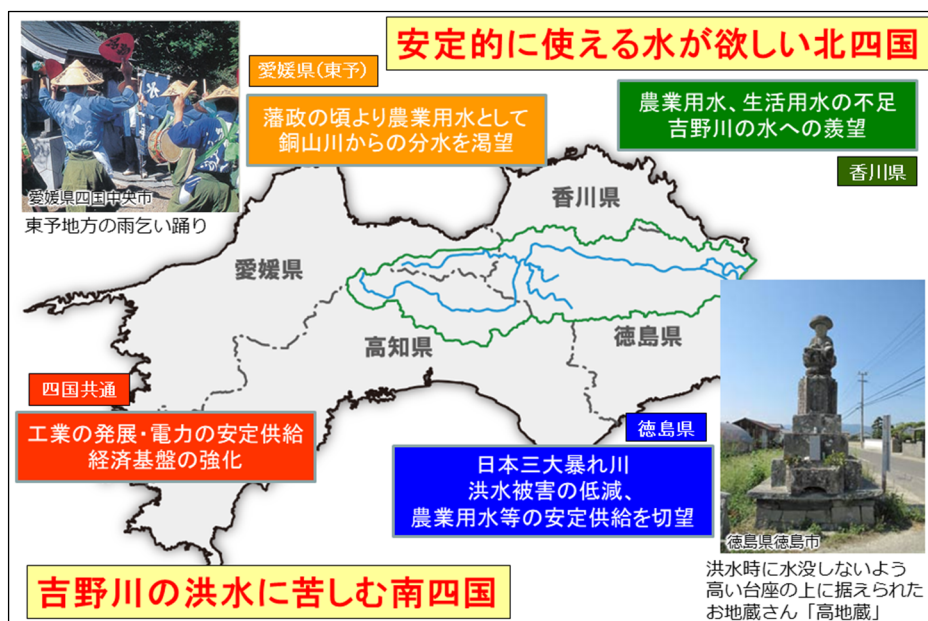 安定的に使える水が欲しい北四国
愛媛県（東予）
藩政の頃より農業用水として
銅山川からの分水を渇望
農業用水、生活用水の不足
吉野川の水への羨望
香川県
愛媛県四国中央市
東予地方の雨乞い踊り
香川県
愛媛県
高知県
徳島県
四国共通
工業の発展・電力の安定供給
経済基盤の強化
徳島県
日本三大暴れ川
洪水被害の低減、
農業用水等の安定供給を切望
徳島県徳島市
洪水時に水没しないよう
高い台座の上に据えられた
お地蔵さん「高地蔵」
吉野川の洪水に苦しむ南四国